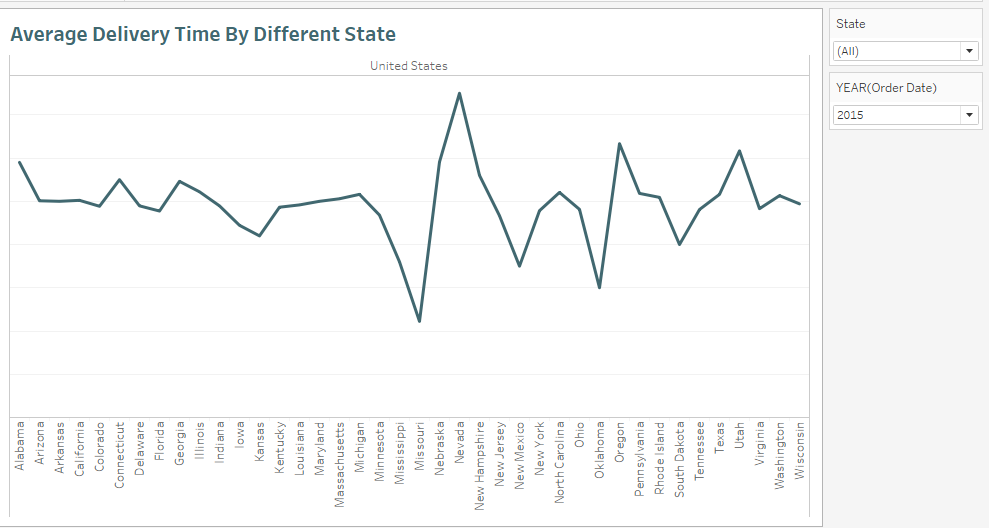 Average Delivery Time By Different State
United States
Alabama
Arizona
Arkansas
California
Colorado
Connecticut
Delaware
Florida
Georgia
Illinois
Indiana
Iowa
Kansas
Kentucky
Louisiana
Maryland
Massachusetts
Michigan
Minnesota
Mississippi
Missouri
Nebraska
Nevada
New Hampshire
New Jersey
New Mexico
New York
North Carolina
Ohio
Oklahoma
Oregon
Pennsylvania
Rhode Island
South Dakota
Tennessee
Texas
Utah
Virginia
Washington
Wisconsin
State
(All)
YEAR(Order Date)
2015